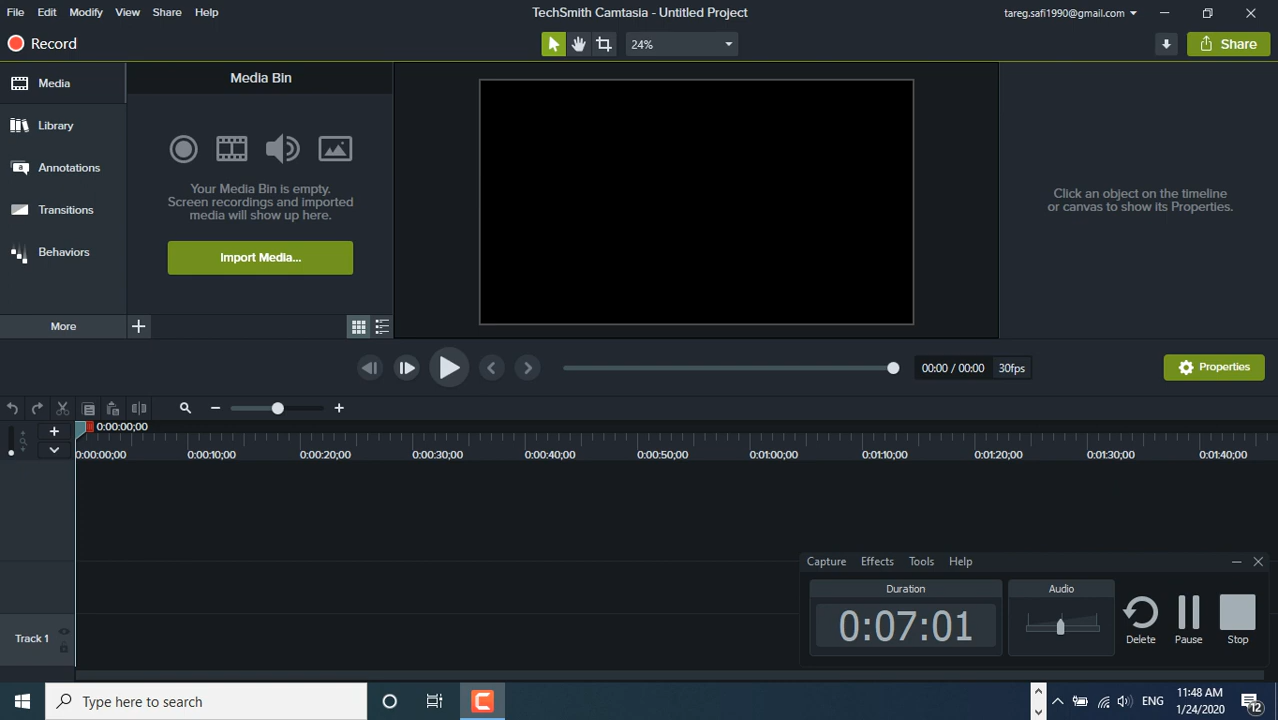 File Edit Modify View Share Help
TechSmith Camtasia - Untitled Project
tareg.safi1990@gmail.com
Record
24%
Share
Media
Library
Annotations
Transitions
Behaviors
More
Media Bin
Your Media Bin is empty.
Screen recordings and imported
media will show up here.
Import Media...
Click an object on the timeline
or canvas to show its Properties.
00:00 / 00:00 30fps
Properties
0:00:00;00
0:00:00;00 0:00:10;00 0:00:20;00 0:00:30;00 0:00:40;00 0:00:50;00 0:01:00;00 0:01:10;00 0:01:20;00 0:01:30;00 0:01:40;00
Track 1
Capture Effects Tools Help
Duration
0:07:01
Audio
Delete Pause Stop
Type here to search
ENG
11:48 AM
1/24/2020
12